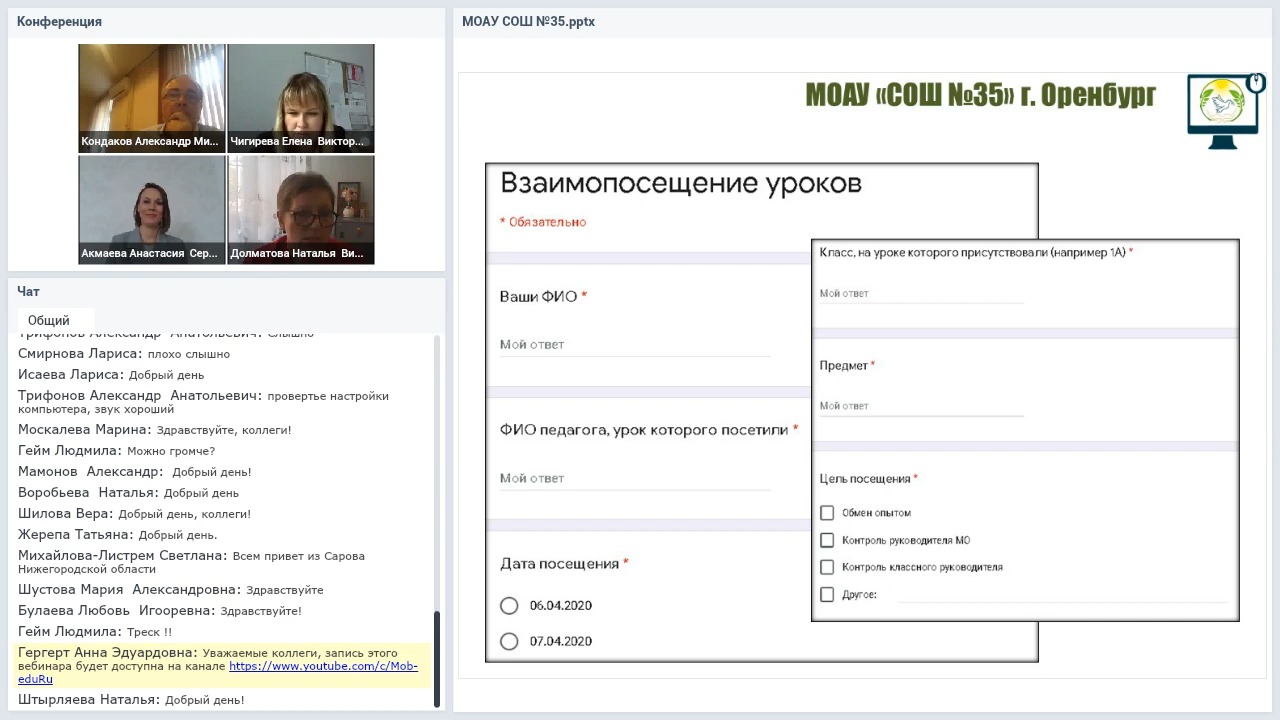 Конференция
Кондаков Александр Ми...
Чигирева Елена Виктор...
Акмаева Анастасия Сер...
Долматова Наталья Ви...
Чат
Общий
Трифонов Александр Анатольевич: Слышно
Смирнова Лариса: плохо слышно
Исаева Лариса: Добрый день
Трифонов Александр Анатольевич: провертье настройки
компьютера, звук хороший
Москалева Марина: Здравствуйте, коллеги!
Гейм Людмила: Можно громче?
Мамонов Александр: Добрый день!
Воробьева Наталья: Добрый день
Шилова Вера: Добрый день, коллеги!
Жерепа Татьяна: Добрый день.
Михайлова-Листрем Светлана: Всем привет из Сарова
Нижегородской области
Шустова Мария Александровна: Здравствуйте
Булаева Любовь Игооревна: Здравствуйте!
Гейм Людмила: Треск !!
Гергерт Анна Эдуардовна: Уважаемые коллеги, запись этого
вебинара будет доступна на канале https://www.youtube.com/c/Mob-
eduRu
Штырляева Наталья: Добрый день!
МОАУ СОШ №35.pptx
МОАУ «СОШ №35» г. Оренбург
Взаимопосещение уроков
* Обязательно
Ваши ФИО *
Мой ответ
ФИО педагога, урок которого посетили *
Мой ответ
Дата посещения *
06.04.2020
07.04.2020
Класс, на уроке которого присутствовали (например 1А) *
Мой ответ
Предмет *
Мой ответ
Цель посещения *
Обмен опытом
Контроль руководителя МО
Контроль классного руководителя
Другое: